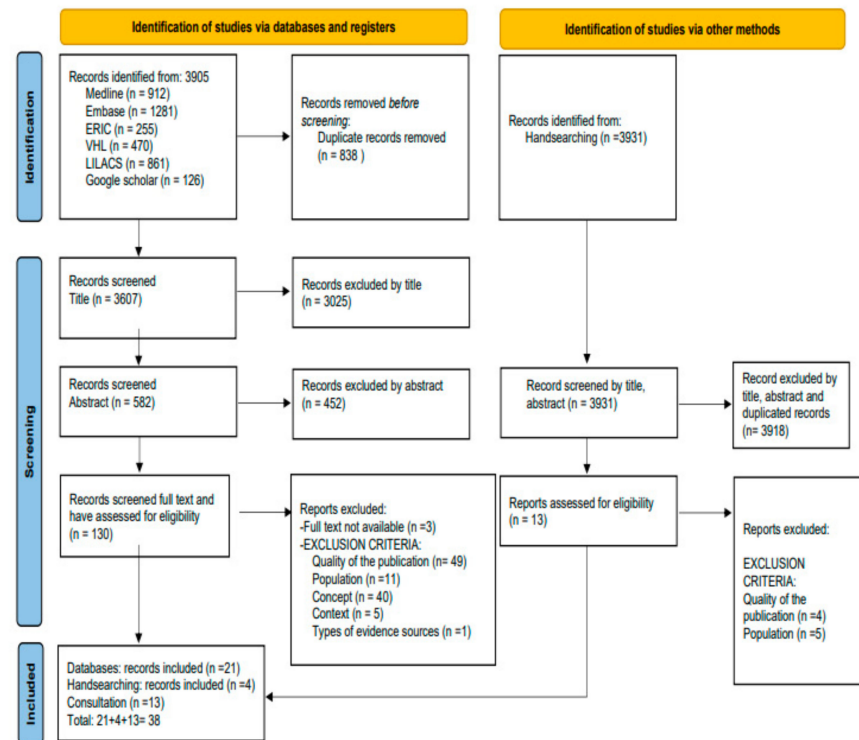 Identification of studies via databases and registers
Identification of studies via other methods
Identification
Records identified from: 3905
Medline (n = 912)
Embase (n = 1281)
ERIC (n = 255)
VHL (n = 470)
LILACS (n = 861)
Google scholar (n = 126)
Records removed before
screening:
Duplicate records removed
(n = 838 )
Records identified from:
Handsearching (n =3931)
Screening
Records screened
Title (n = 3607)
Records excluded by title
(n = 3025)
Records screened
Abstract (n = 582)
Records excluded by abstract
(n = 452)
Record screened by title,
abstract (n = 3931)
Record excluded by
title, abstract and
duplicated records
(n= 3918)
Records screened full text and
have assessed for eligibility
(n = 130)
Reports excluded:
-Full text not available (n =3)
-EXCLUSION CRITERIA:
Quality of the publication (n= 49)
Population (n =11)
Concept (n = 40)
Context (n = 5)
Types of evidence sources (n =1)
Reports assessed for eligibility
(n = 13)
Reports excluded:
EXCLUSION
CRITERIA:
Quality of the
publication (n =4)
Population (n =5)
Included
Databases: records included (n =21)
Handsearching: records included (n =4)
Consultation (n =13)
Total: 21+4+13= 38